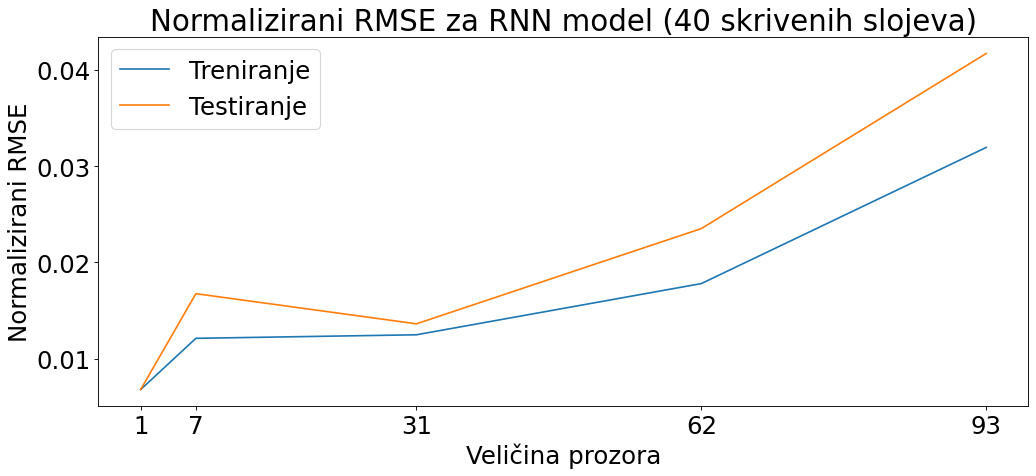 Normalizirani RMSE za RNN model (40 skrivenih slojeva)
Treniranje
Testiranje
Normalizirani RMSE
0.04
0.03
0.02
0.01
1 7 31 62 93
Veličina prozora